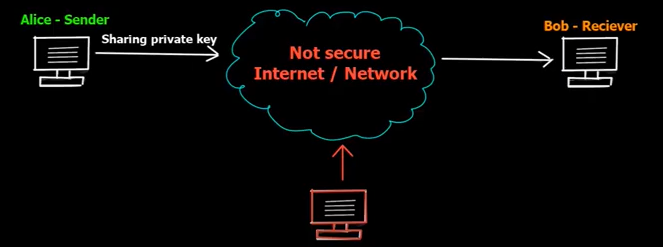 Alice - Sender
Sharing private key
Not secure
Internet / Network
Bob - Reciever